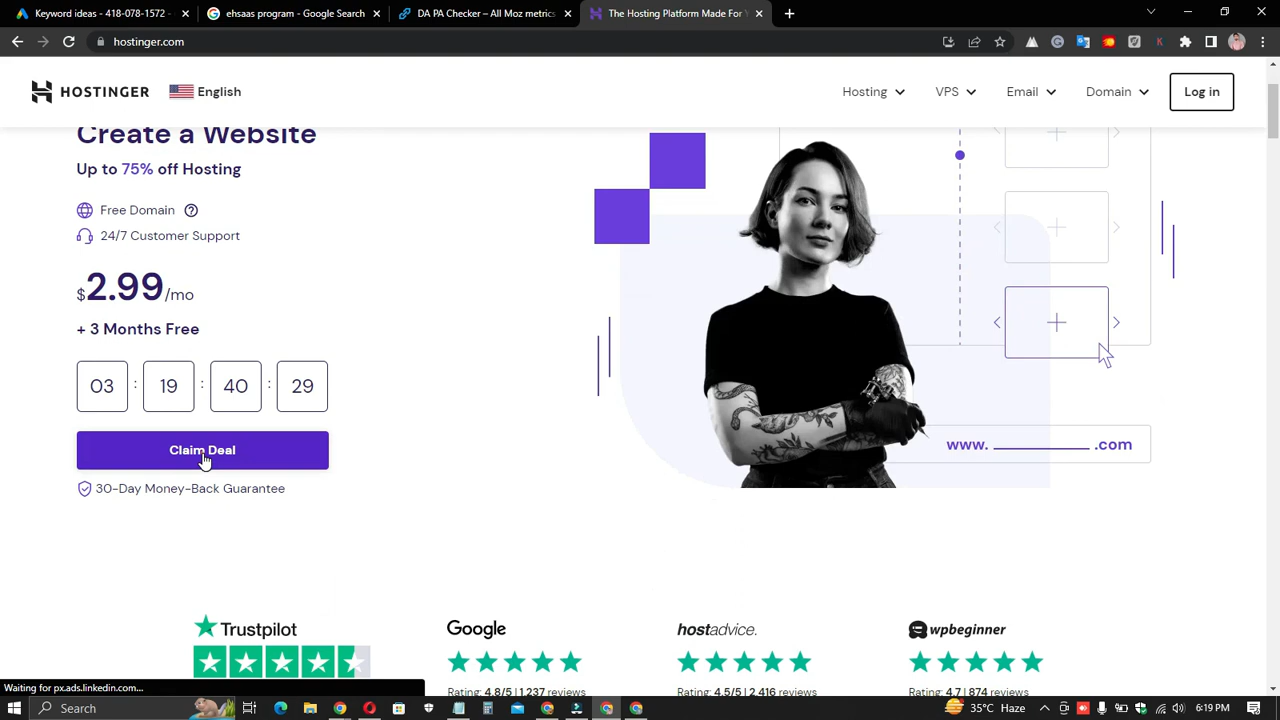 Keyword ideas - 418-078-1572 -
ehsaas program - Google Search
DA PA Checker – All Moz metrics
The Hosting Platform Made For
hostinger.com
HOSTINGER
English
Hosting
VPS
Email
Domain
Log in
Create a Website
Up to 75% off Hosting
Free Domain
24/7 Customer Support
$2.99/mo
+ 3 Months Free
03 : 19 : 40 : 29
Claim Deal
30-Day Money-Back Guarantee
www. __________ .com
Trustpilot
Google
hostadvice.
wpbeginner
Rating: 4.8/5 | 1,237 reviews
Rating: 4.5/5 | 2,416 reviews
Rating: 4.7 | 874 reviews
Waiting for px.ads.linkedin.com...
Search
35°C Haze
6:19 PM